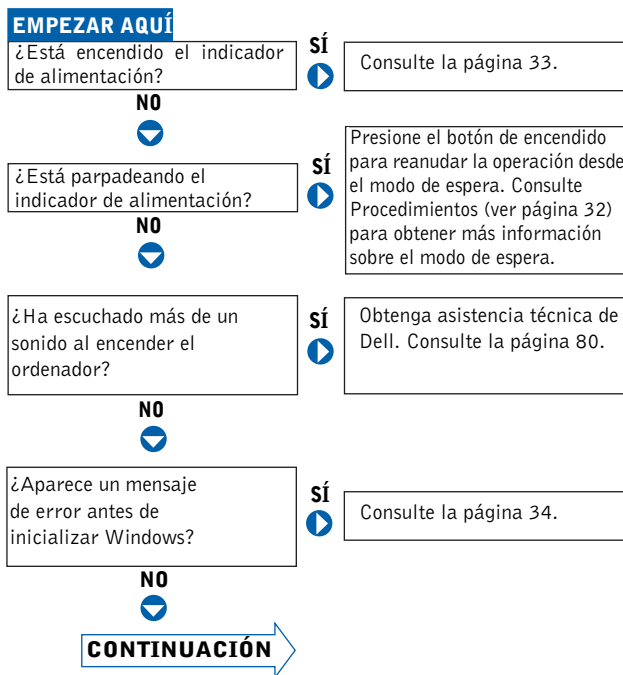 EMPEZAR AQUÍ
¿Está encendido el indicador
de alimentación?
SÍ
Consulte la página 33.
NO
¿Está parpadeando el
indicador de alimentación?
SÍ
Presione el botón de encendido
para reanudar la operación desde
el modo de espera. Consulte
Procedimientos (ver página 32)
para obtener más información
sobre el modo de espera.
NO
¿Ha escuchado más de un
sonido al encender el
ordenador?
SÍ
Obtenga asistencia técnica de
Dell. Consulte la página 80.
NO
¿Aparece un mensaje
de error antes de
inicializar Windows?
SÍ
Consulte la página 34.
NO
CONTINUACIÓN